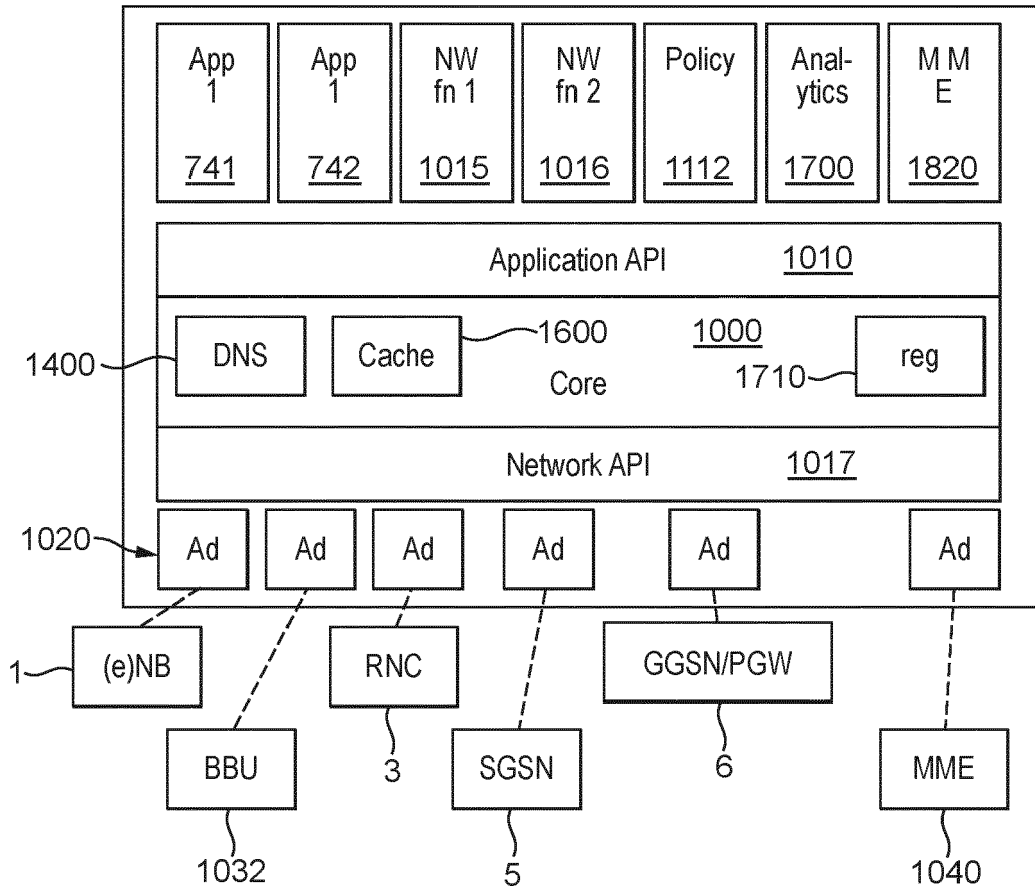 App
1
741
App
1
742
NW
fn 1
1015
NW
fn 2
1016
Policy
1112
Anal-
ytics
1700
M M
E
1820
Application API 1010
1400
DNS
Cache
1600
1000
Core
1710
reg
Network API 1017
1020
Ad
Ad
Ad
Ad
Ad
Ad
1
(e)NB
RNC
3
GGSN/PGW
6
BBU
1032
SGSN
5
MME
1040